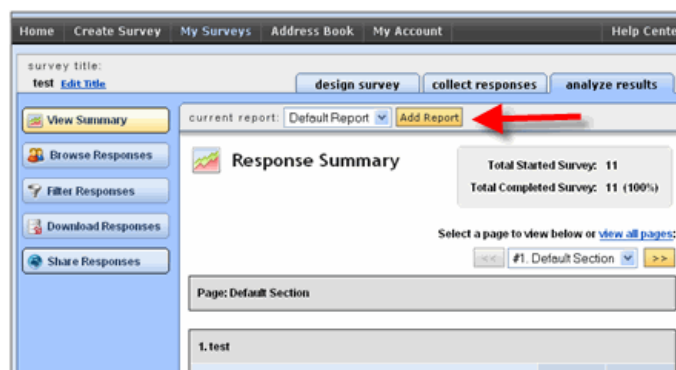 Home Create Survey My Surveys Address Book My Account Help Cente
survey title:
test Edit Title
design survey collect responses analyze results
View Summary
Browse Responses
Filter Responses
Download Responses
Share Responses
current report: Default Report Add Report
Response Summary
Total Started Survey: 11
Total Completed Survey: 11 (100%)
Select a page to view below or view all pages:
<< #1. Default Section >>
Page: Default Section
1. test